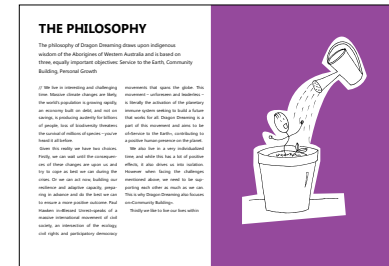 THE PHILOSOPHY
The philosophy of Dragon Dreaming draws upon indigenous
wisdom of the Aborigines of Western Australia and is based on
three, equally important objectives: Service to the Earth, Community
Building, Personal Growth
// We live in interesting and challenging
time. Massive climate changes are likely,
the world's population is growing rapidly,
an economy built on debt, and not on
savings, is producing austerity for billions
of people, loss of biodiversity threatens
the survival of millions of species – you've
heard it all before.
Given this reality we have two choices.
Firstly, we can wait until the consequen-
ces of these changes are upon us and
try to cope as best we can during the
crises. Or we can act now, building our
resilience and adaptive capacity, prepa-
ring in advance and do the best we can
to ensure a more positive outcome. Paul
Hawken in »Blessed Unrest« speaks of a
massive international movement of civil
society, an intersection of the ecology,
civil rights and participatory democracy
movements that spans the globe. This
movement – unforeseen and leaderless –
is literally the activation of the planetary
immune system seeking to build a future
that works for all. Dragon Dreaming is a
part of this movement and aims to be
of »Service to the Earth«, contributing to
a positive human presence on the planet.
We also live in a very individualised
time, and while this has a lot of positive
effects, it also drives us into isolation.
However when facing the challenges
mentioned above, we need to be sup-
porting each other as much as we can.
This is why Dragon Dreaming also focuses
on »Community Building«.
Thirdly we like to live our lives within